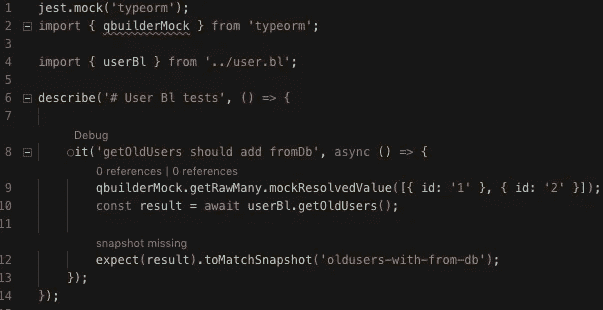 1 jest.mock('typeorm');
2 import { qbuilderMock } from 'typeorm';
3
4 import { userBl } from '../user.bl';
5
6 describe('# User Bl tests', () => {
7
Debug
8 it('getOldUsers should add fromDb', async () => {
0 references | 0 references
9 qbuilderMock.getRawMany.mockResolvedValue([{ id: '1' }, { id: '2' }]);
10 const result = await userBl.getOldUsers();
11
snapshot missing
12 expect(result).toMatchSnapshot('oldusers-with-from-db');
13 });
14 });